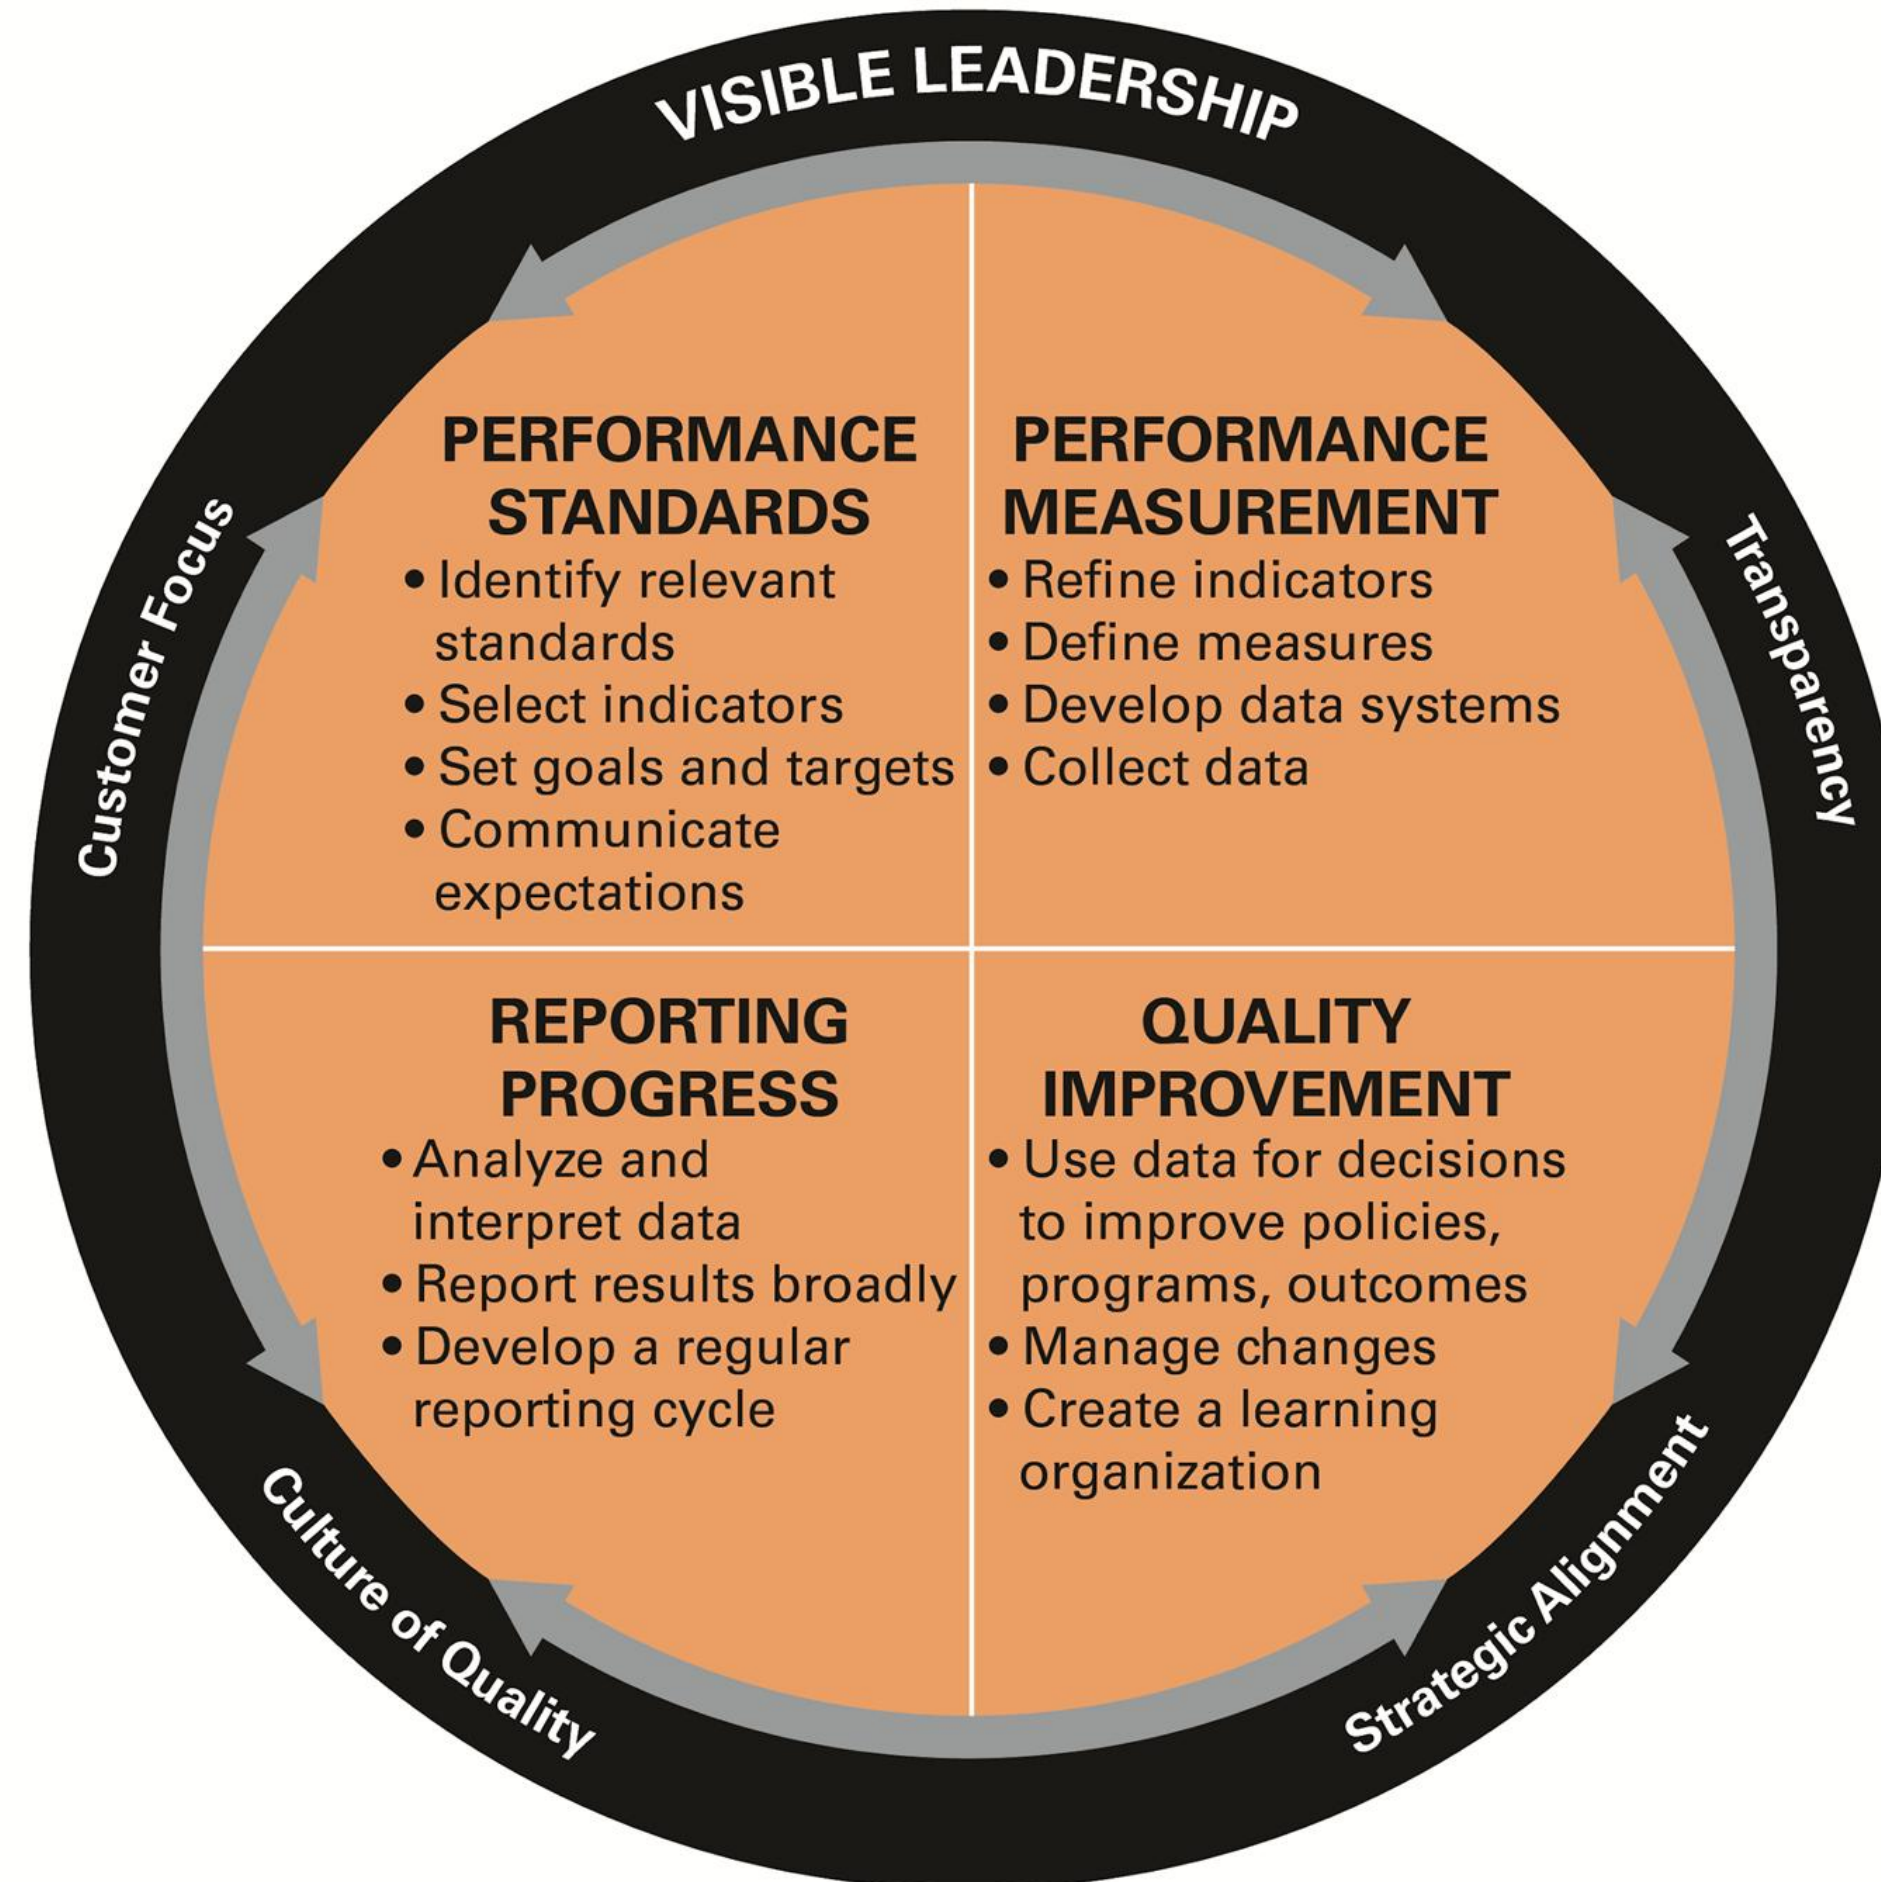 VISIBLE LEADERSHIP
Customer Focus
Transparency
PERFORMANCE
STANDARDS
• Identify relevant
standards
• Select indicators
• Set goals and targets
• Communicate
expectations
PERFORMANCE
MEASUREMENT
• Refine indicators
• Define measures
• Develop data systems
• Collect data
REPORTING
PROGRESS
• Analyze and
interpret data
• Report results broadly
• Develop a regular
reporting cycle
QUALITY
IMPROVEMENT
• Use data for decisions
to improve policies,
programs, outcomes
• Manage changes
• Create a learning
organization
Culture of Quality
Strategic Alignment